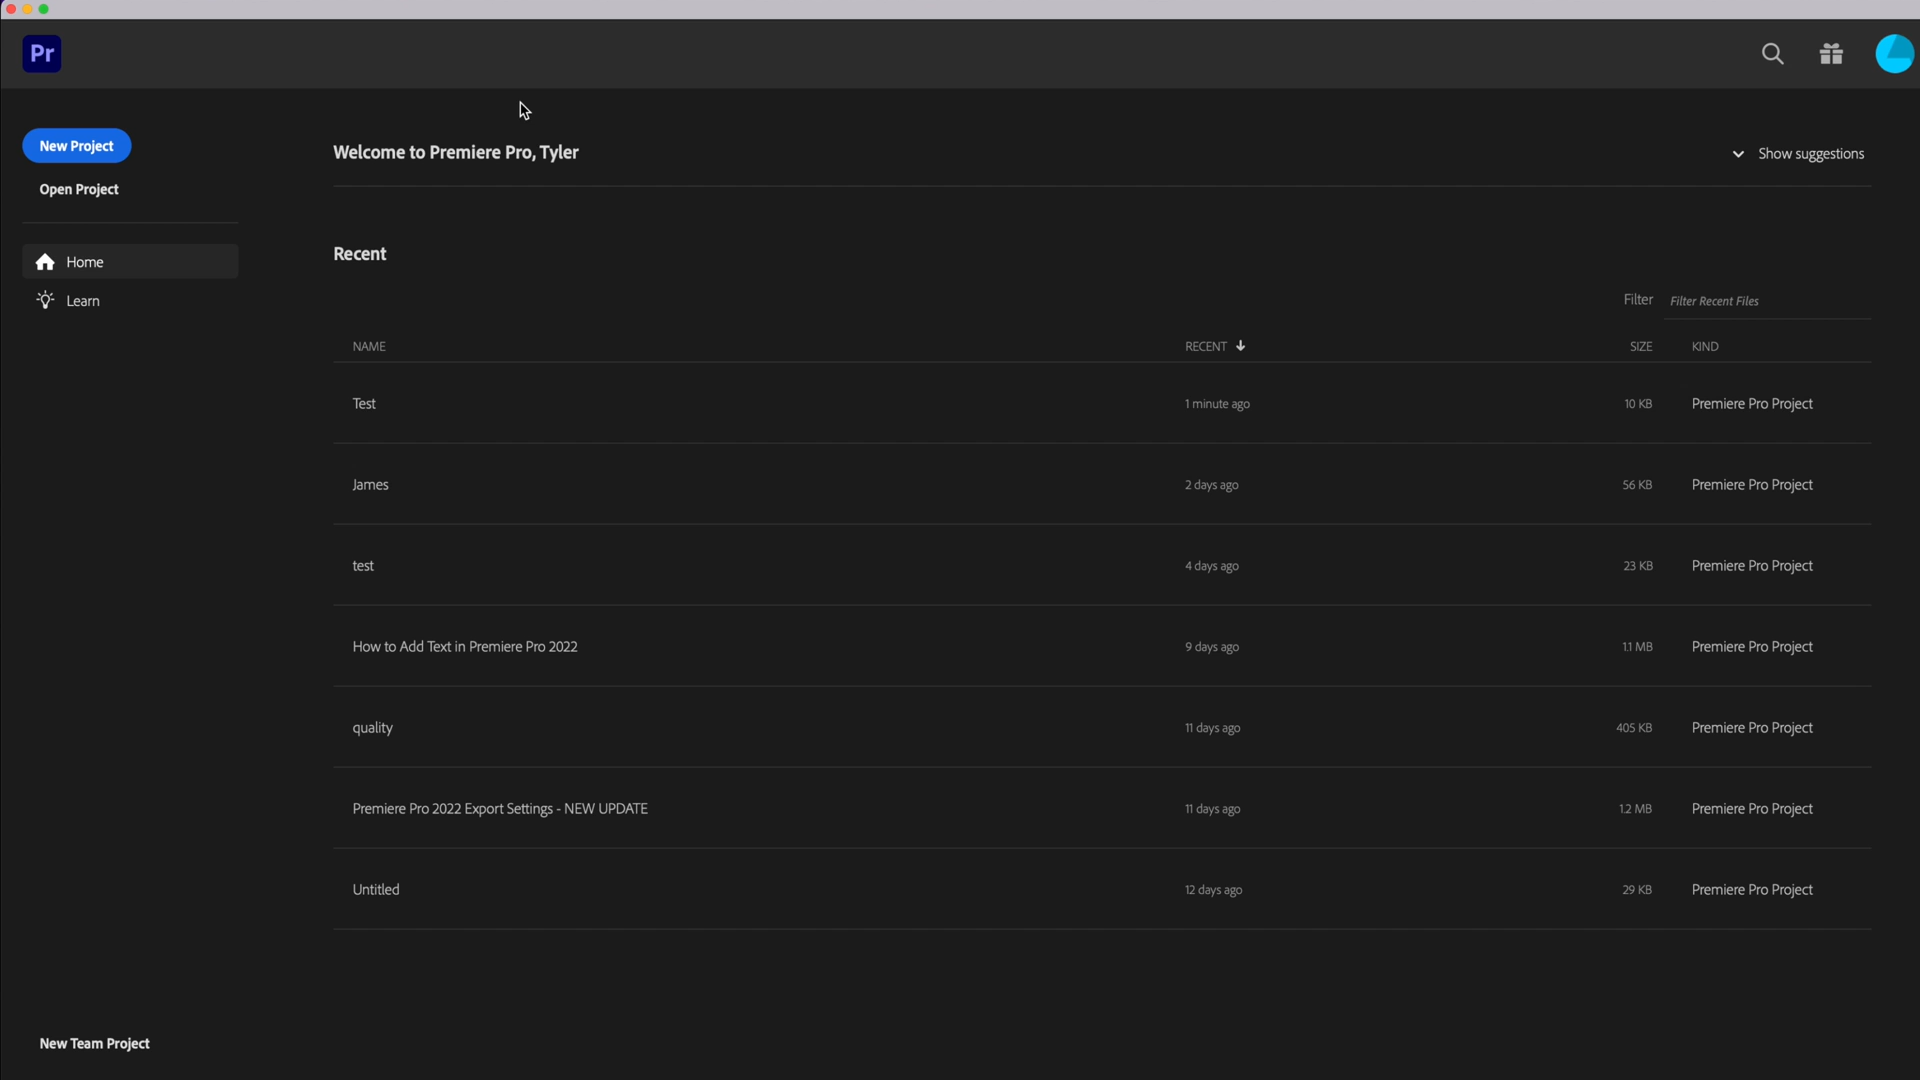 Pr
New Project
Open Project
Home
Learn
New Team Project
Welcome to Premiere Pro, Tyler
Show suggestions
Recent
Filter Filter Recent Files
NAME RECENT SIZE KIND
Test 1 minute ago 10 KB Premiere Pro Project
James 2 days ago 56 KB Premiere Pro Project
test 4 days ago 23 KB Premiere Pro Project
How to Add Text in Premiere Pro 2022 9 days ago 1.1 MB Premiere Pro Project
quality 11 days ago 405 KB Premiere Pro Project
Premiere Pro 2022 Export Settings - NEW UPDATE 11 days ago 1.2 MB Premiere Pro Project
Untitled 12 days ago 29 KB Premiere Pro Project